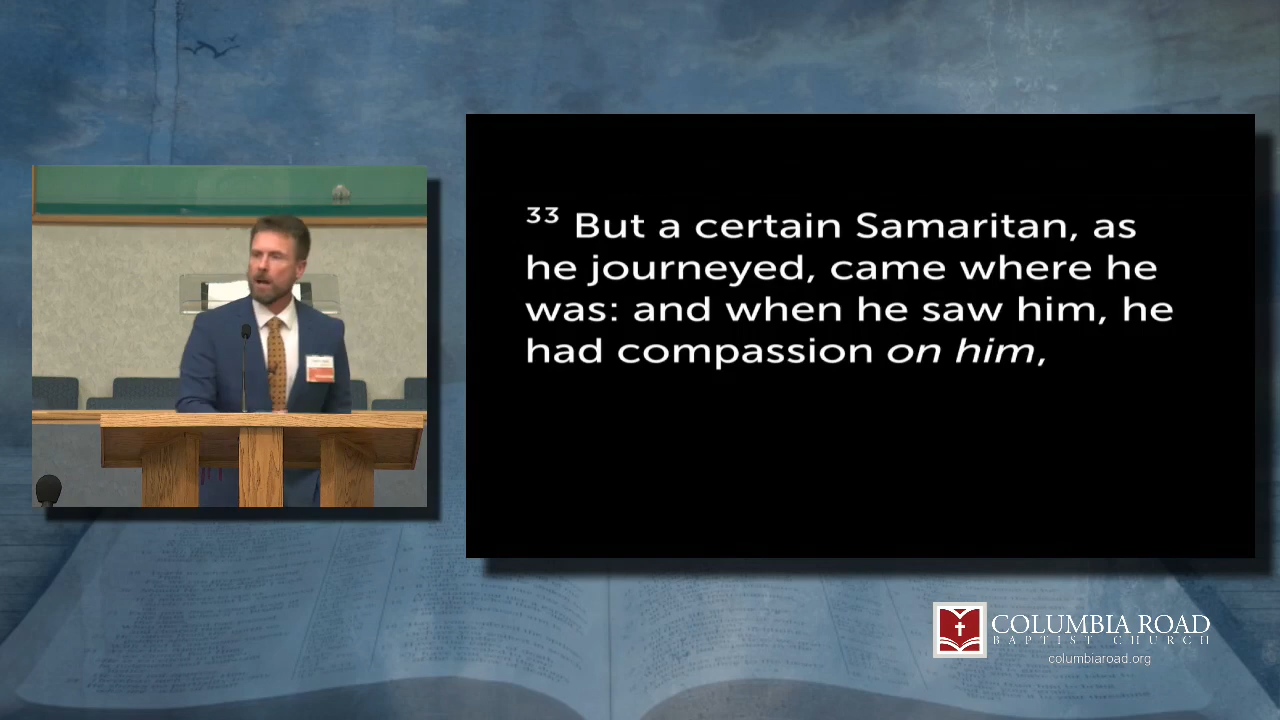 ³³ But a certain Samaritan, as
he journeyed, came where he
was: and when he saw him, he
had compassion on him,
COLUMBIA ROAD
BAPTIST CHURCH
columbiaroad.org